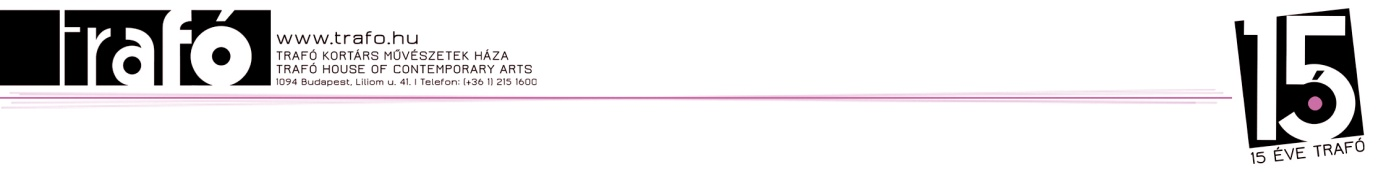 trafó
www.trafo.hu
TRAFÓ KORTÁRS MŰVÉSZETEK HÁZA
TRAFÓ HOUSE OF CONTEMPORARY ARTS
1094 Budapest, Liliom u. 41. I Telefon: (+36 1) 215 1600
15
15 ÉVE TRAFÓ